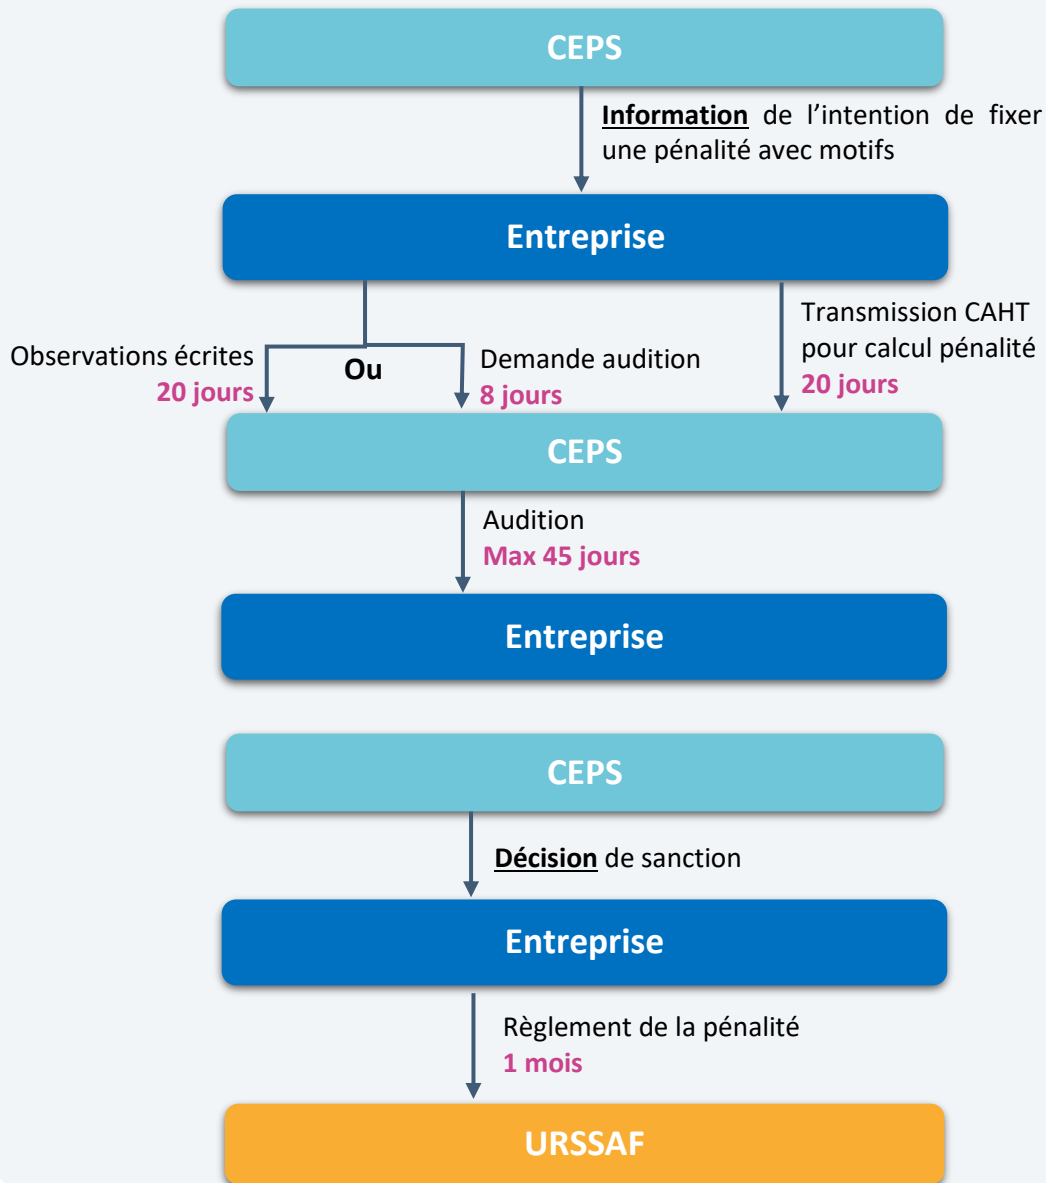 CEPS
Information de l’intention de fixer
une pénalité avec motifs
Entreprise
Observations écrites
20 jours
Ou
Demande audition
8 jours
Transmission CAHT
pour calcul pénalité
20 jours
CEPS
Audition
Max 45 jours
Entreprise
CEPS
Décision de sanction
Entreprise
Règlement de la pénalité
1 mois
URSSAF